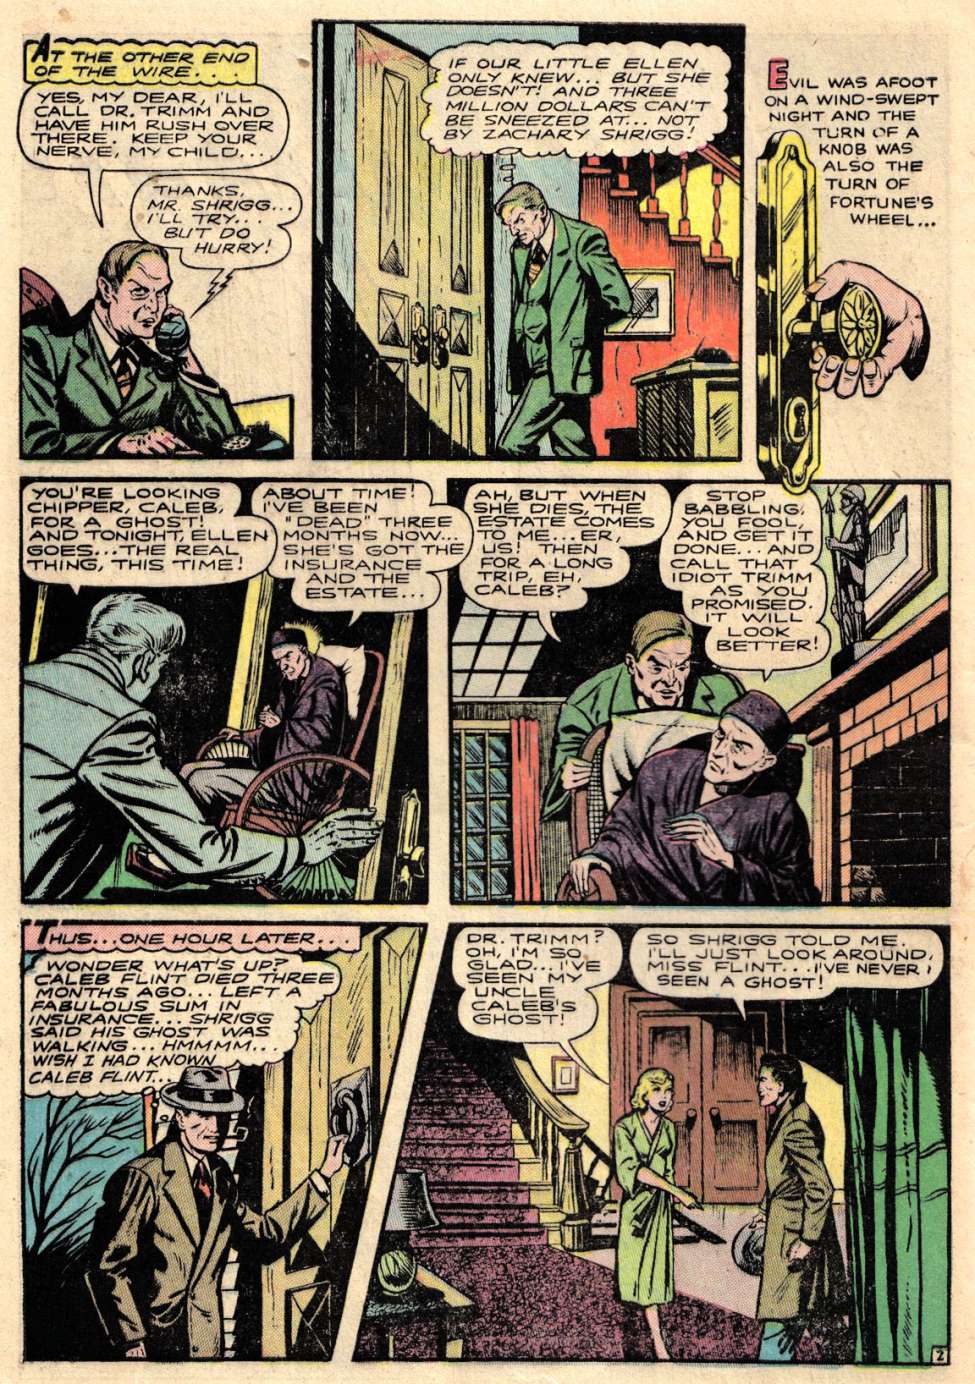 AT THE OTHER END
OF THE WIRE...
YES, MY DEAR, I'LL
CALL DR. TRIMM AND
HAVE HIM RUSH OVER
THERE. KEEP YOUR
NERVE, MY CHILD...
THANKS,
MR. SHRIGG...
I'LL TRY...
BUT DO
HURRY!
IF OUR LITTLE ELLEN
ONLY KNEW... BUT SHE
DOESN'T! AND THREE
MILLION DOLLARS CAN'T
BE SNEEZED AT... NOT
BY ZACHARY SHRIGG!
EVIL WAS AFOOT
ON A WIND-SWEPT
NIGHT AND THE
TURN OF A
KNOB WAS
ALSO THE
TURN OF
FORTUNE'S
WHEEL...
YOU'RE LOOKING
CHIPPER, CALEB,
FOR A GHOST!
AND TONIGHT, ELLEN
GOES...THE REAL
THING, THIS TIME!
ABOUT TIME!
I'VE BEEN
"DEAD" THREE
MONTHS NOW...
SHE'S GOT THE
INSURANCE
AND THE
ESTATE...
AH, BUT WHEN
SHE DIES, THE
ESTATE COMES
TO ME...ER,
US! THEN
FOR A LONG
TRIP, EH,
CALEB?
STOP
BABBLING,
YOU FOOL,
AND GET IT
DONE...AND
CALL THAT
IDIOT TRIMM
AS YOU
PROMISED.
IT WILL
LOOK
BETTER!
THUS...ONE HOUR LATER...
WONDER WHAT'S UP?
CALEB FLINT DIED THREE
MONTHS AGO... LEFT A
FABULOUS SUM IN
INSURANCE... SHRIGG
SAID HIS GHOST WAS
WALKING... HMMMM...
WISH I HAD KNOWN
CALEB FLINT...
DR. TRIMM?
OH, I'M SO
GLAD...I'VE
SEEN MY
UNCLE
CALEB'S
GHOST!
SO SHRIGG TOLD ME.
I'LL JUST LOOK AROUND,
MISS FLINT...I'VE NEVER
SEEN A GHOST!
2